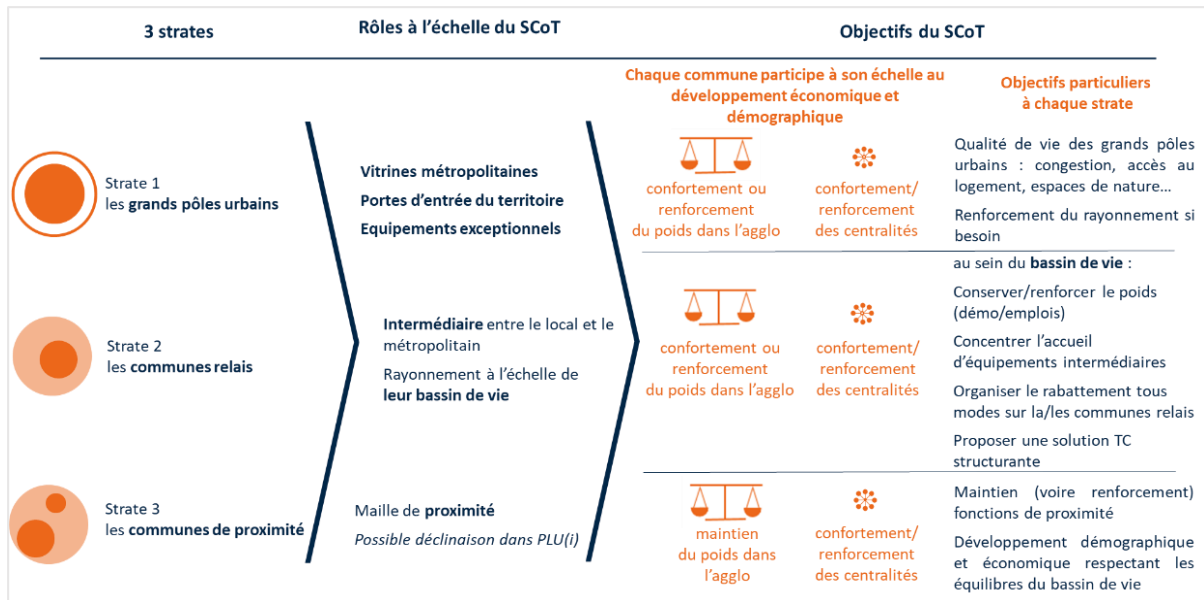 3 strates
Rôles à l’échelle du SCoT
Objectifs du SCoT
Chaque commune participe à son échelle au
développement économique et
démographique
Objectifs particuliers
à chaque strate
Strate 1
les grands pôles urbains
Vitrines métropolitaines
Portes d’entrée du territoire
Equipements exceptionnels
confortement ou
renforcement
du poids dans l’agglo
confortement/
renforcement
des centralités
Qualité de vie des grands pôles
urbains : congestion, accès au
logement, espaces de nature…
Renforcement du rayonnement si
besoin
Strate 2
les communes relais
Intermédiaire entre le local et le
métropolitain
Rayonnement à l’échelle de
leur bassin de vie
confortement ou
renforcement
du poids dans l’agglo
confortement/
renforcement
des centralités
au sein du bassin de vie :
Conserver/renforcer le poids
(démo/emplois)
Concentrer l’accueil
d’équipements intermédiaires
Organiser le rabattement tous
modes sur la/les communes relais
Proposer une solution TC
structurante
Strate 3
les communes de proximité
Maille de proximité
Possible déclinaison dans PLU(i)
maintien
du poids dans
l’agglo
confortement/
renforcement
des centralités
Maintien (voire renforcement)
fonctions de proximité
Développement démographique
et économique respectant les
équilibres du bassin de vie